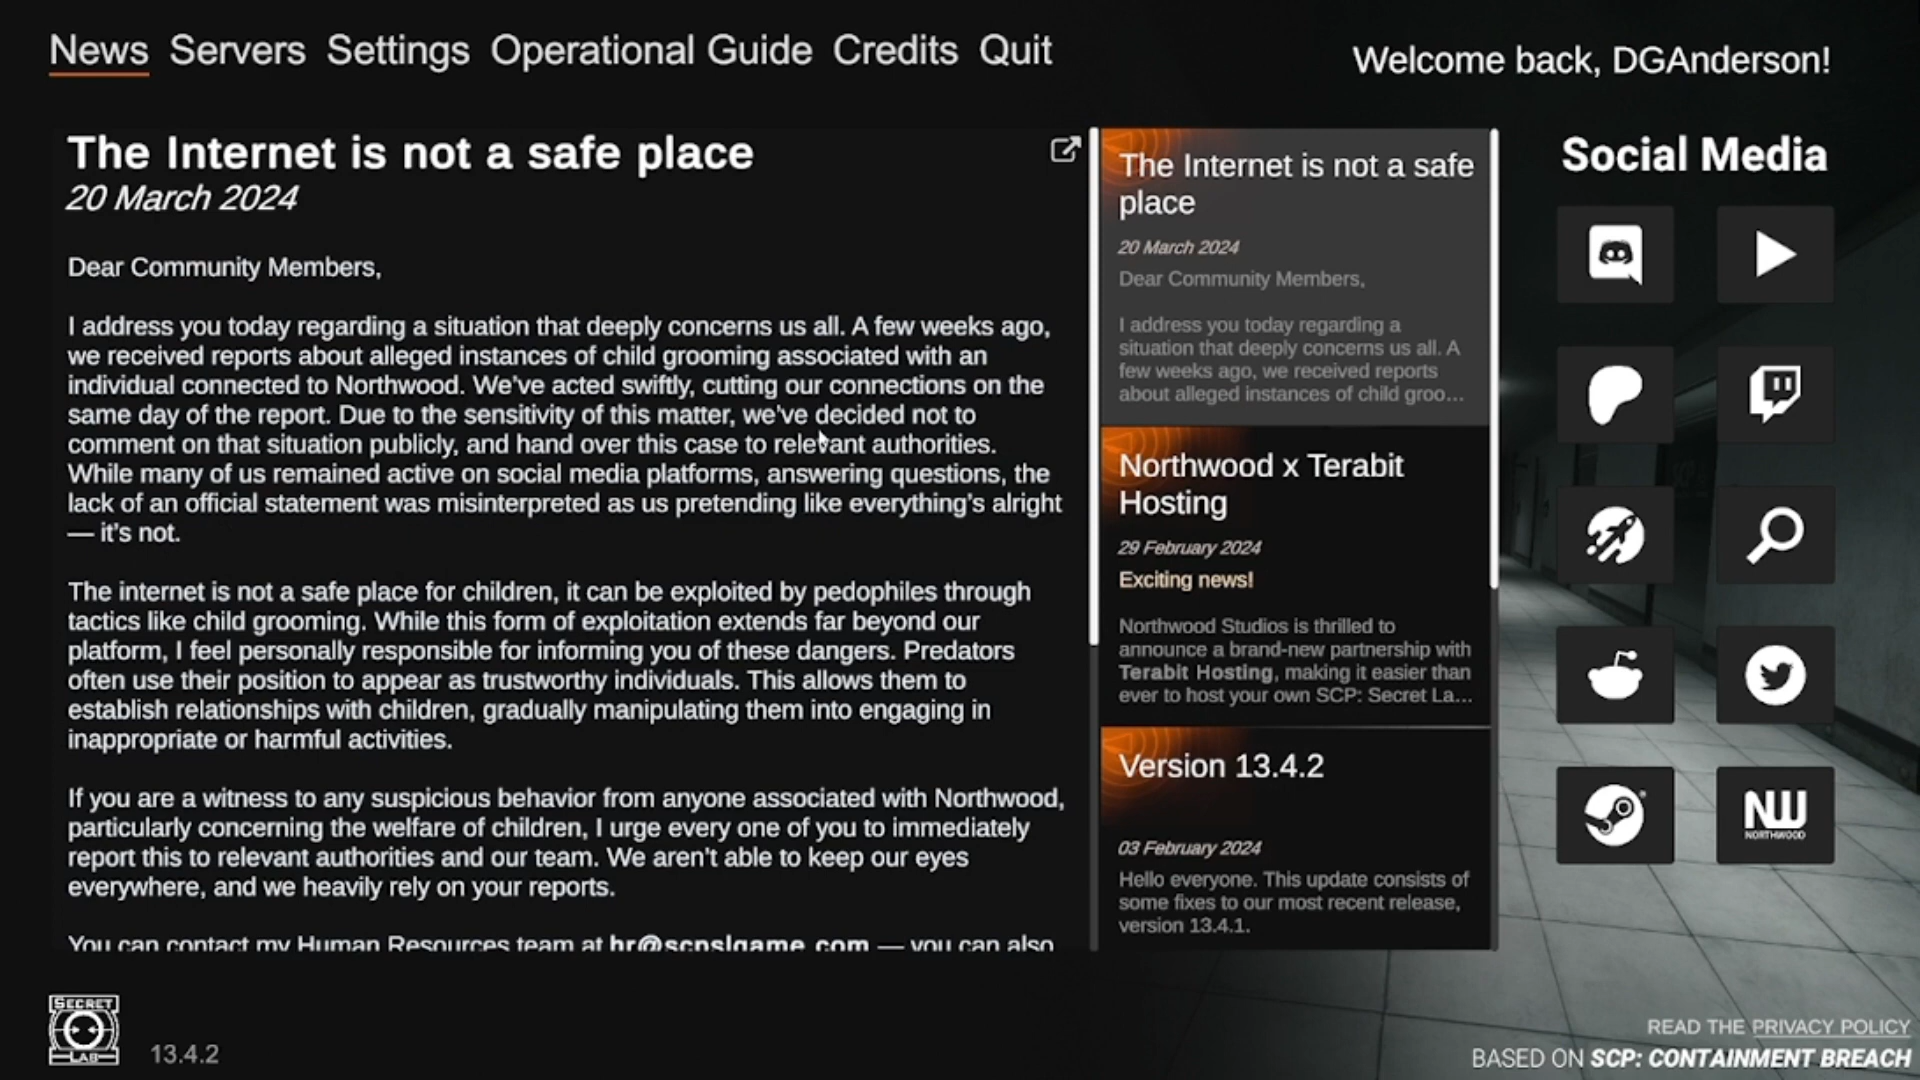 News Servers Settings Operational Guide Credits Quit
Welcome back, DGAnderson!
The Internet is not a safe place
20 March 2024
Dear Community Members,
I address you today regarding a situation that deeply concerns us all. A few weeks ago,
we received reports about alleged instances of child grooming associated with an
individual connected to Northwood. We've acted swiftly, cutting our connections on the
same day of the report. Due to the sensitivity of this matter, we've decided not to
comment on that situation publicly, and hand over this case to relevant authorities.
While many of us remained active on social media platforms, answering questions, the
lack of an official statement was misinterpreted as us pretending like everything's alright
— it's not.
The internet is not a safe place for children, it can be exploited by pedophiles through
tactics like child grooming. While this form of exploitation extends far beyond our
platform, I feel personally responsible for informing you of these dangers. Predators
often use their position to appear as trustworthy individuals. This allows them to
establish relationships with children, gradually manipulating them into engaging in
inappropriate or harmful activities.
If you are a witness to any suspicious behavior from anyone associated with Northwood,
particularly concerning the welfare of children, I urge every one of you to immediately
report this to relevant authorities and our team. We aren't able to keep our eyes
everywhere, and we heavily rely on your reports.
You can contact my Human Resources team at hr@scpslgame.com — you can also
The Internet is not a safe
place
20 March 2024
Dear Community Members,
I address you today regarding a
situation that deeply concerns us all. A
few weeks ago, we received reports
about alleged instances of child groo...
Northwood x Terabit
Hosting
29 February 2024
Exciting news!
Northwood Studios is thrilled to
announce a brand-new partnership with
Terabit Hosting, making it easier than
ever to host your own SCP: Secret La...
Version 13.4.2
03 February 2024
Hello everyone. This update consists of
some fixes to our most recent release,
version 13.4.1.
Social Media
NW
NORTHWOOD
SECRET
LAB
13.4.2
READ THE PRIVACY POLICY
BASED ON SCP: CONTAINMENT BREACH